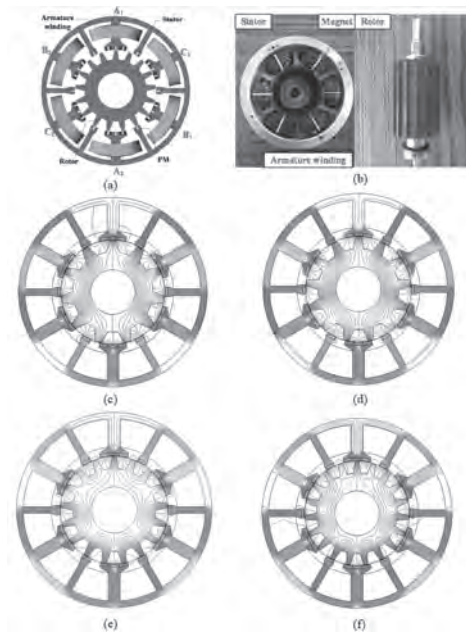 A₁
Armature
winding
Stator
B₂
C₁
C₂
B₁
A₂
Rotor
PM
(a)
Stator
Magnet
Rotor
Armature winding
(b)
(c)
(d)
(e)
(f)